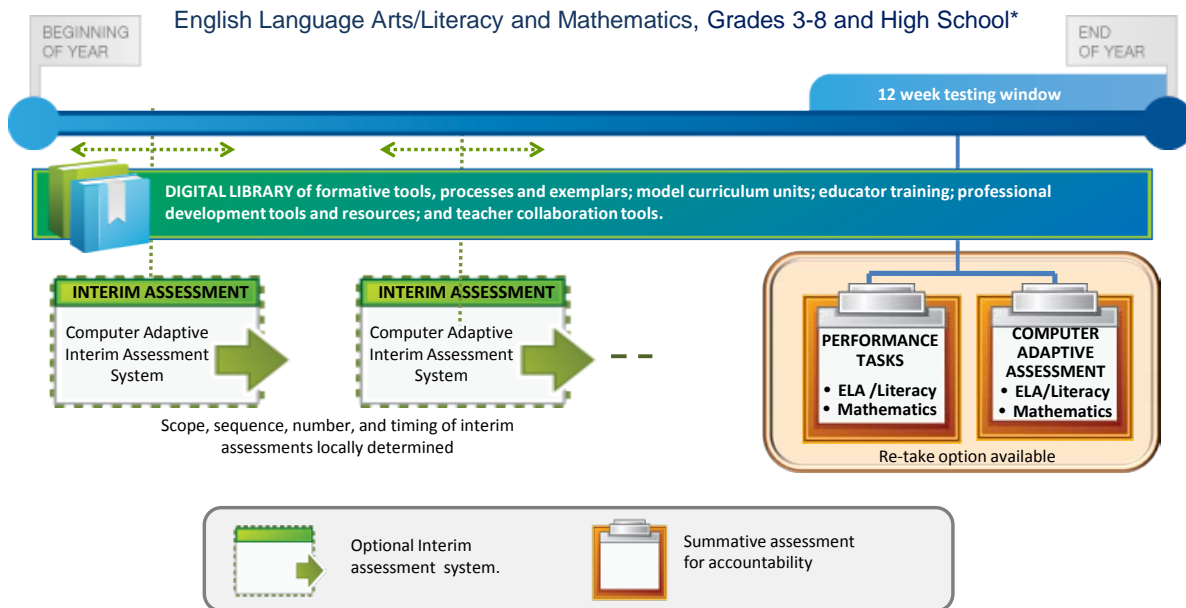 English Language Arts/Literacy and Mathematics, Grades 3-8 and High School*
BEGINNING
OF YEAR
END
OF YEAR
12 week testing window
DIGITAL LIBRARY of formative tools, processes and exemplars; model curriculum units; educator training; professional
development tools and resources; and teacher collaboration tools.
INTERIM ASSESSMENT
Computer Adaptive
Interim Assessment
System
INTERIM ASSESSMENT
Computer Adaptive
Interim Assessment
System
Scope, sequence, number, and timing of interim
assessments locally determined
PERFORMANCE
TASKS
• ELA /Literacy
• Mathematics
COMPUTER
ADAPTIVE
ASSESSMENT
• ELA/Literacy
• Mathematics
Re-take option available
Optional Interim
assessment system.
Summative assessment
for accountability